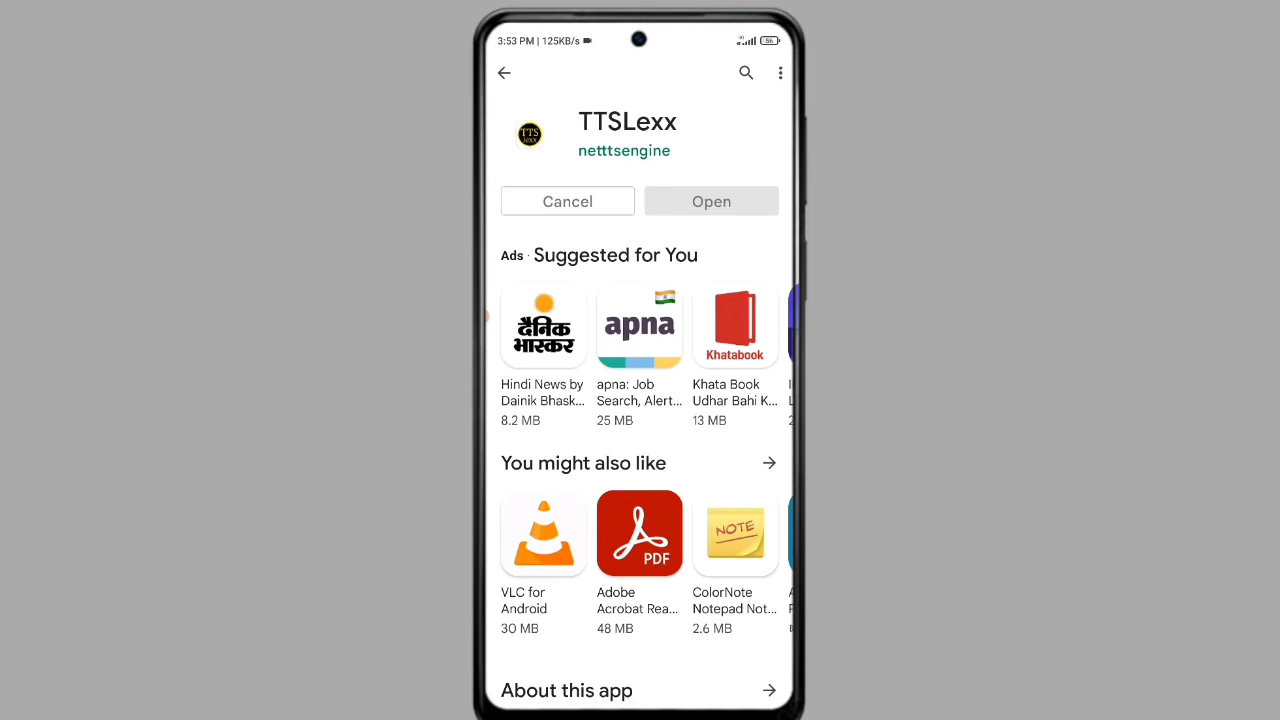 3:53 PM | 125KB/s
56
TTS
lexx
TTSLexx
netttsengine
Cancel
Open
Ads · Suggested for You
दैनिक
भास्कर
apna
Khatabook
Hindi News by
Dainik Bhask...
8.2 MB
apna: Job
Search, Alert...
25 MB
Khata Book
Udhar Bahi K...
13 MB
You might also like
PDF
NOTE
VLC for
Android
30 MB
Adobe
Acrobat Rea...
48 MB
ColorNote
Notepad Not...
2.6 MB
About this app